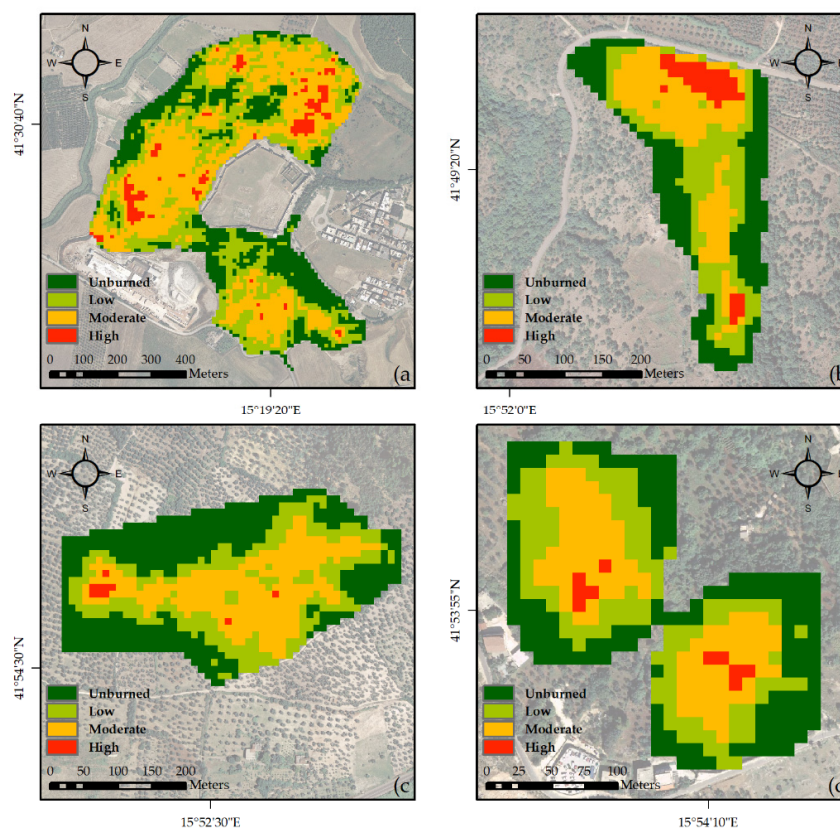 N
W E
S
41°30'40"N
Unburned
Low
Moderate
High
0 100 200 300 400
Meters
(a
15°19'20"E
N
W E
S
41°49'20"N
Unburned
Low
Moderate
High
0 50 100 150 200
Meters
(b
15°52'0"E
N
W E
S
41°54'30"N
Unburned
Low
Moderate
High
0 50 100 150 200
Meters
(c
15°52'30"E
N
W E
S
41°53'55"N
Unburned
Low
Moderate
High
0 25 50 75 100
Meters
15°54'10"E